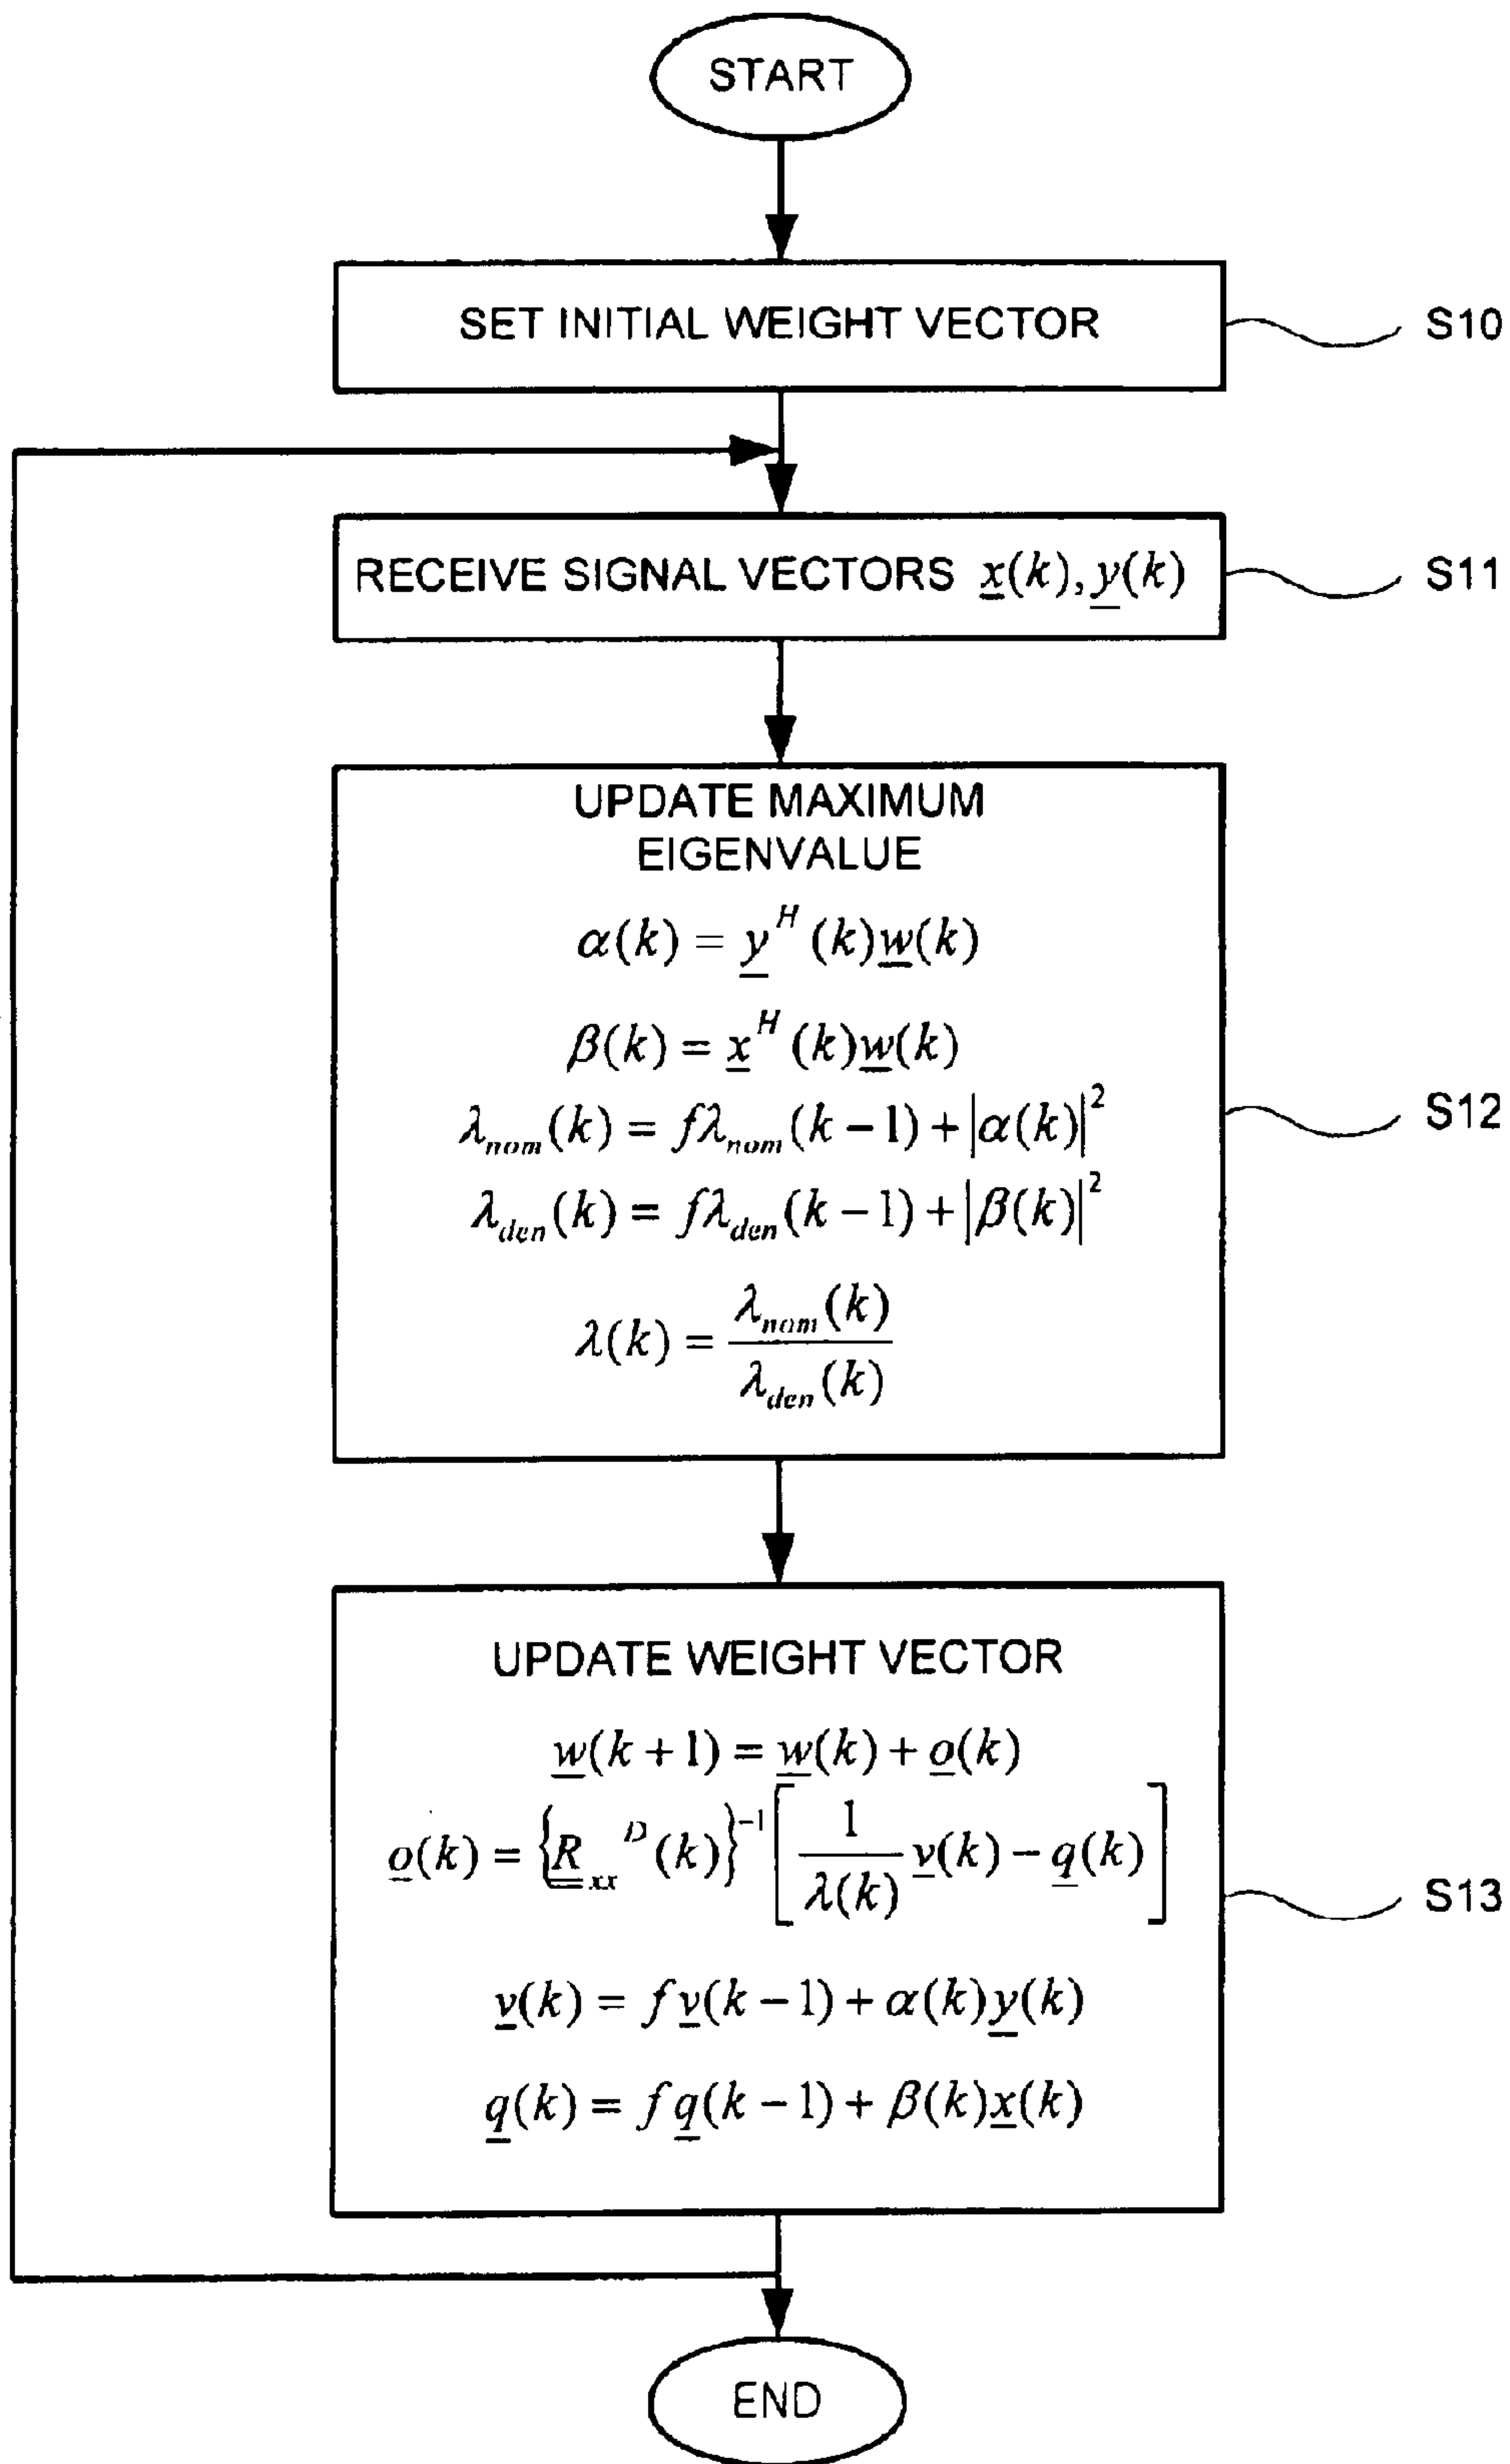 START
SET INITIAL WEIGHT VECTOR
S10
RECEIVE SIGNAL VECTORS x(k), y(k)
S11
UPDATE MAXIMUM
EIGENVALUE
α(k) = y^H (k)w(k)
β(k) = x^H (k)w(k)
λ_nom(k) = fλ_nom(k−1)+|α(k)|^2
λ_den(k) = fλ_den(k−1)+|β(k)|^2
λ(k) = λ_nom(k) / λ_den(k)
S12
UPDATE WEIGHT VECTOR
w(k+1) = w(k)+o(k)
o(k) = {R_xx^D(k)}^-1 [1/λ(k) v(k) − q(k)]
v(k) = f v(k−1)+α(k)y(k)
q(k) = f q(k−1)+β(k)x(k)
S13
END